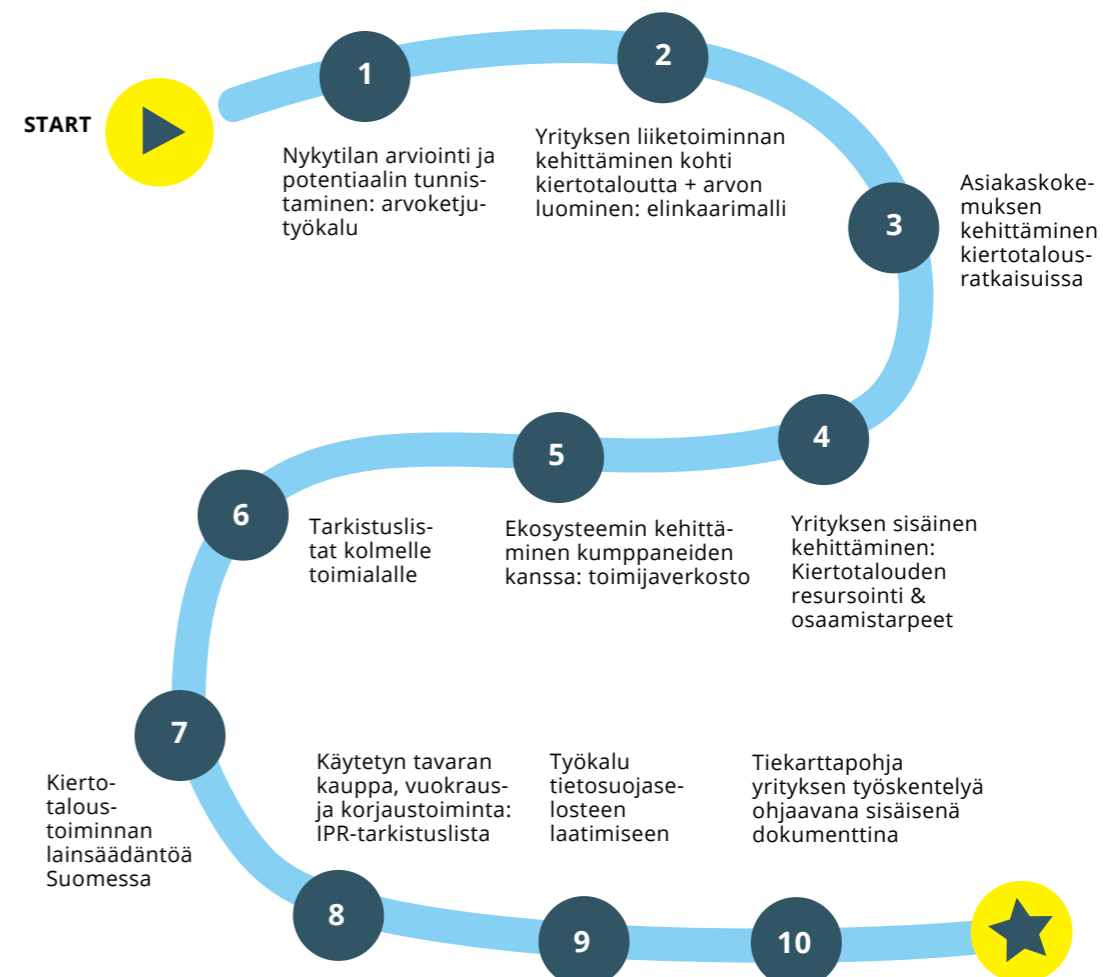 START
1
Nykytilan arviointi ja
potentiaalin tunnis-
taminen: arvoketju-
työkalu
2
Yrityksen liiketoiminnan
kehittäminen kohti
kiertotaloutta + arvon
luominen: elinkaarimalli
3
Asiakaskoke-
muksen
kehittäminen
kiertotalous-
ratkaisuissa
4
Yrityksen sisäinen
kehittäminen:
Kiertotalouden
resursointi &
osaamistarpeet
5
Ekosysteemin kehittä-
minen kumppaneiden
kanssa: toimijaverkosto
6
Tarkistuslis-
tat kolmelle
toimialalle
7
Kierto-
talous-
toiminnan
lainsäädäntöä
Suomessa
8
Käytetyn tavaran
kauppa, vuokraus-
ja korjaustoiminta:
IPR-tarkistuslista
9
Työkalu
tietosuojase-
losteen
laatimiseen
10
Tiekarttapohja
yrityksen työskentelyä
ohjaavana sisäisenä
dokumenttina